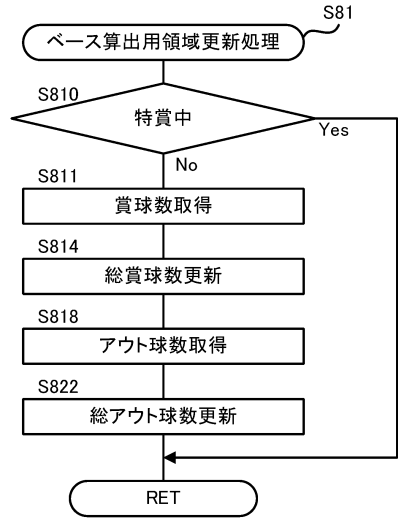 S81
ベース算出用領域更新処理
S810
特賞中
Yes
No
S811
賞球数取得
S814
総賞球数更新
S818
アウト球数取得
S822
総アウト球数更新
RET